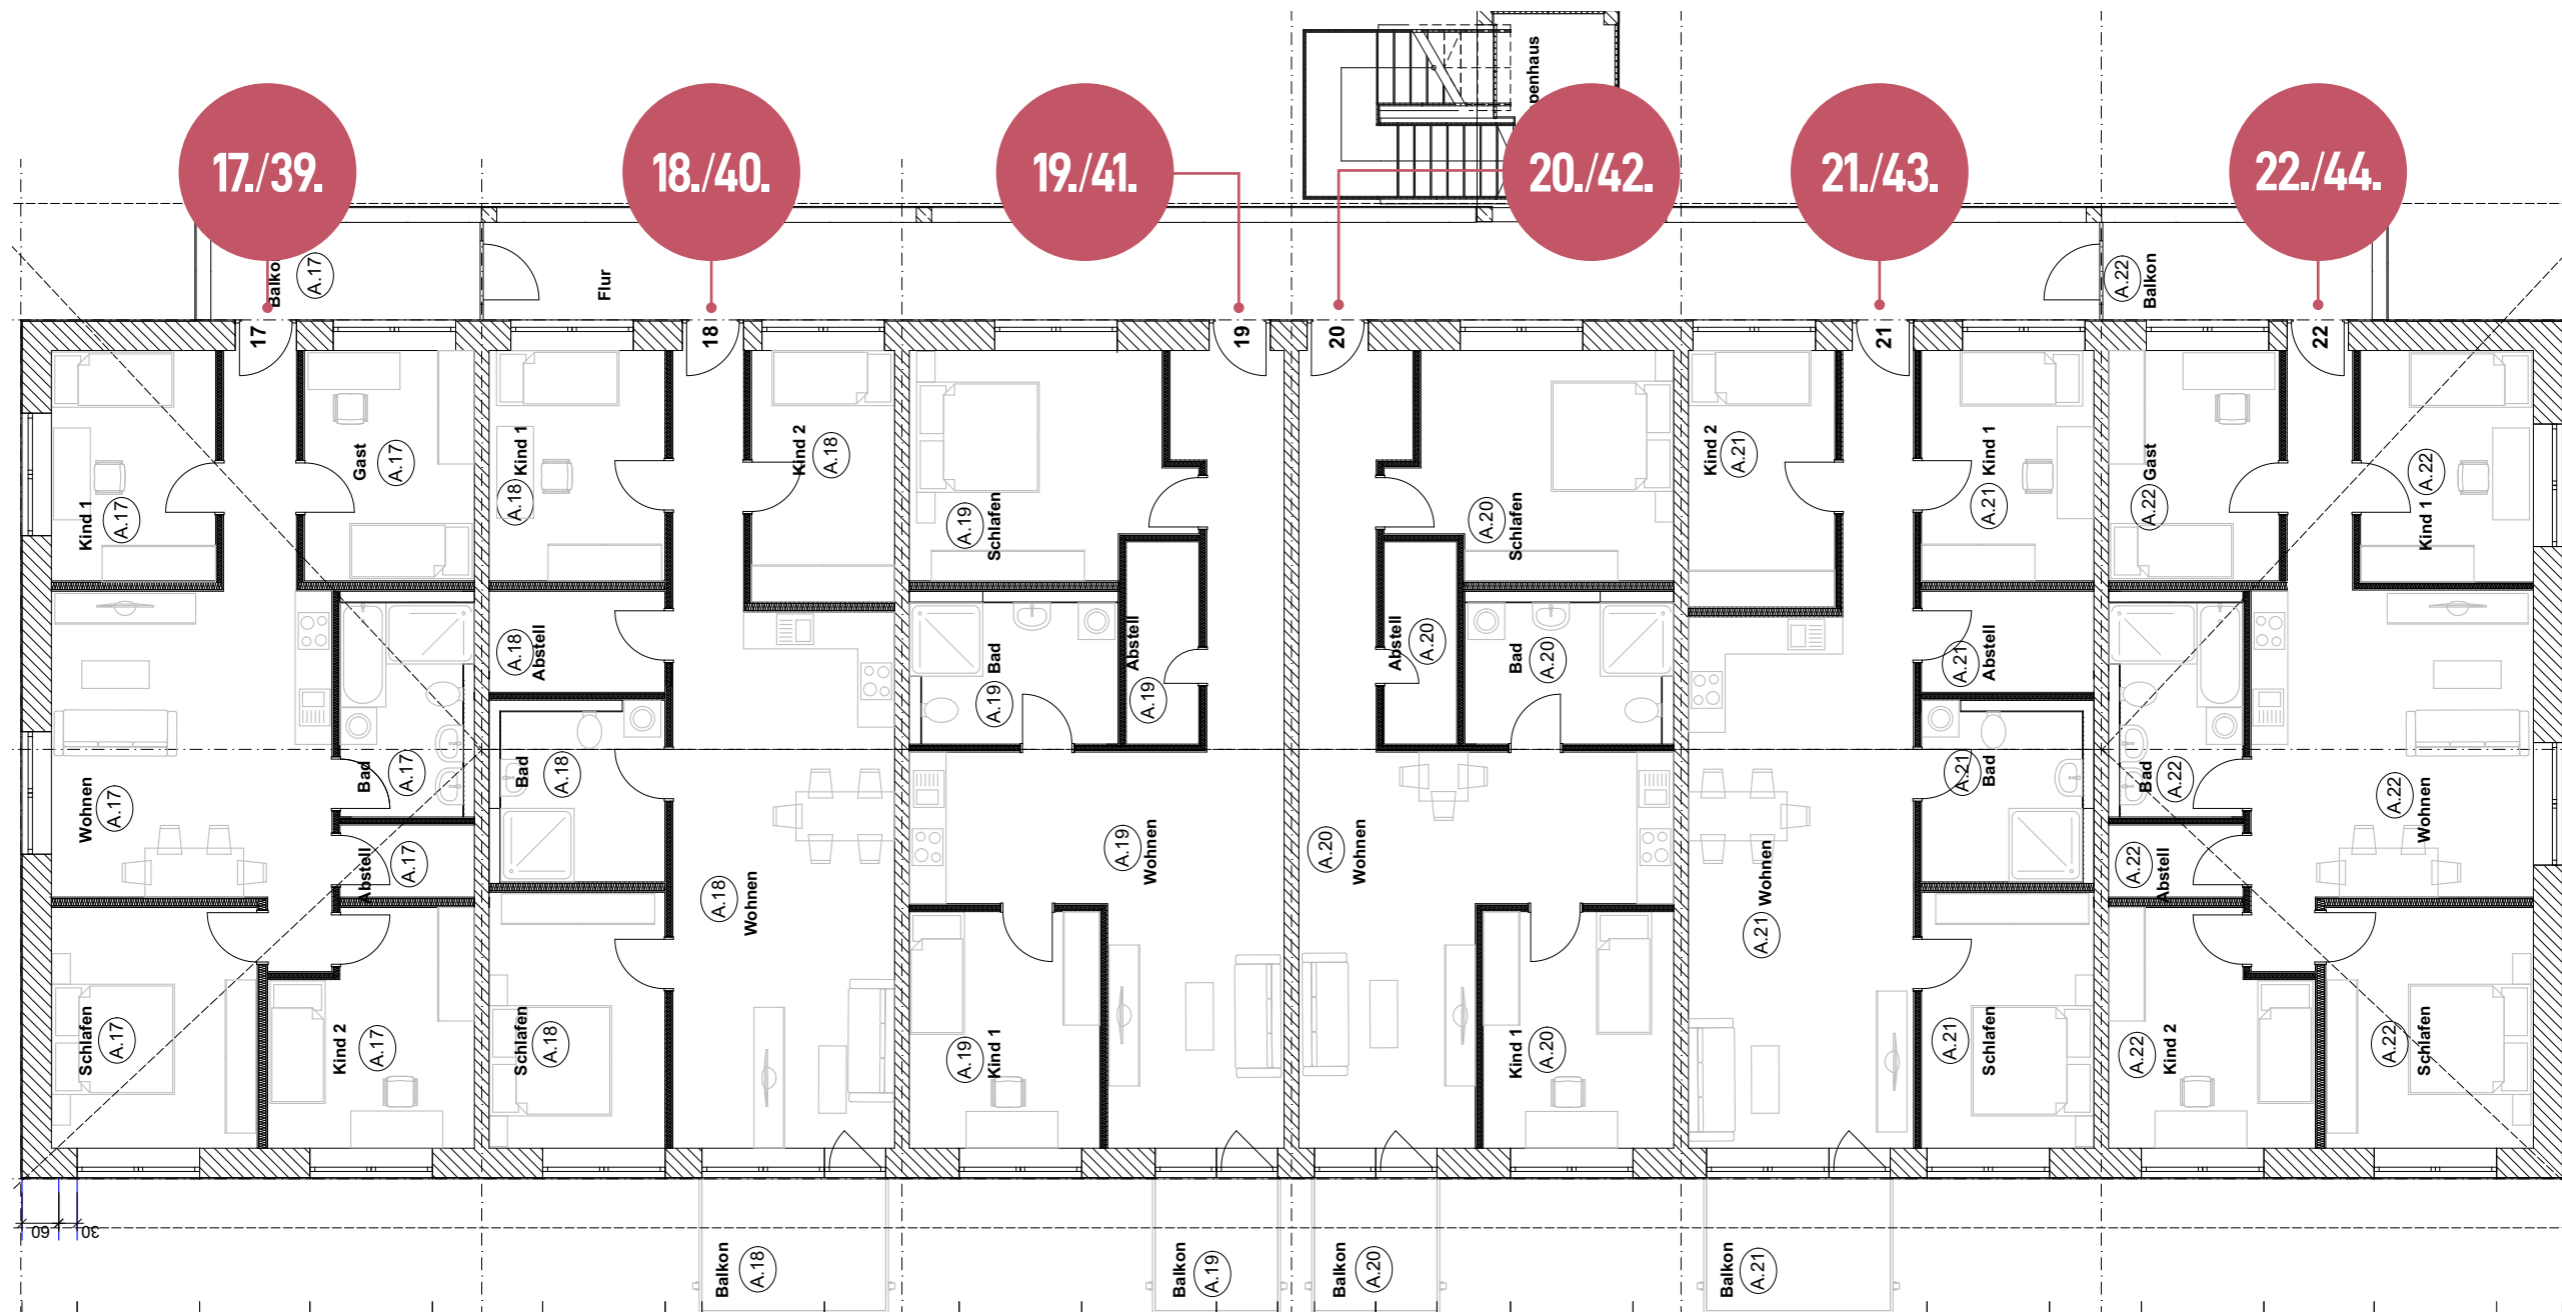 17./39.
18./40.
19./41.
20./42.
21./43.
22./44.
penhaus
Balko
A.17
Flur
A.22
Balkon
17
18
19
20
21
22
Kind 1
A.17
Gast
A.17
Kind 1
A.18
Kind 2
A.18
Schlafen
A.19
Schlafen
A.20
Kind 2
A.21
Kind 1
A.21
Gast
A.22
Kind 1
A.22
Abstell
A.18
Bad
A.19
Abstell
A.19
Abstell
A.20
Bad
A.20
Abstell
A.21
Wohnen
A.17
Bad
A.17
Bad
A.18
Bad
A.21
Bad
A.22
Wohnen
A.22
Abstell
A.17
Wohnen
A.18
Wohnen
A.19
Wohnen
A.20
Wohnen
A.21
Abstell
A.22
Schlafen
A.17
Kind 2
A.17
Schlafen
A.18
Kind 1
A.19
Kind 1
A.20
Schlafen
A.21
Kind 2
A.22
Schlafen
A.22
60
30
Balkon
A.18
Balkon
A.19
Balkon
A.20
Balkon
A.21